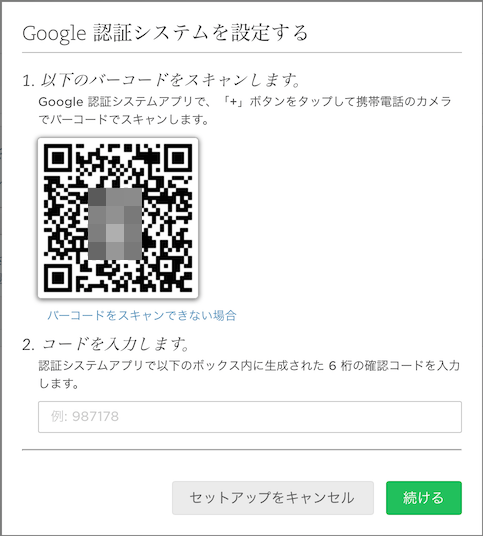 Google 認証システムを設定する
1. 以下のバーコードをスキャンします。
Google 認証システムアプリで、「+」ボタンをタップして携帯電話のカメラ
でバーコードでスキャンします。
バーコードをスキャンできない場合
2. コードを入力します。
認証システムアプリで以下のボックス内に生成された 6 桁の確認コードを入力
します。
例: 987178
セットアップをキャンセル
続ける